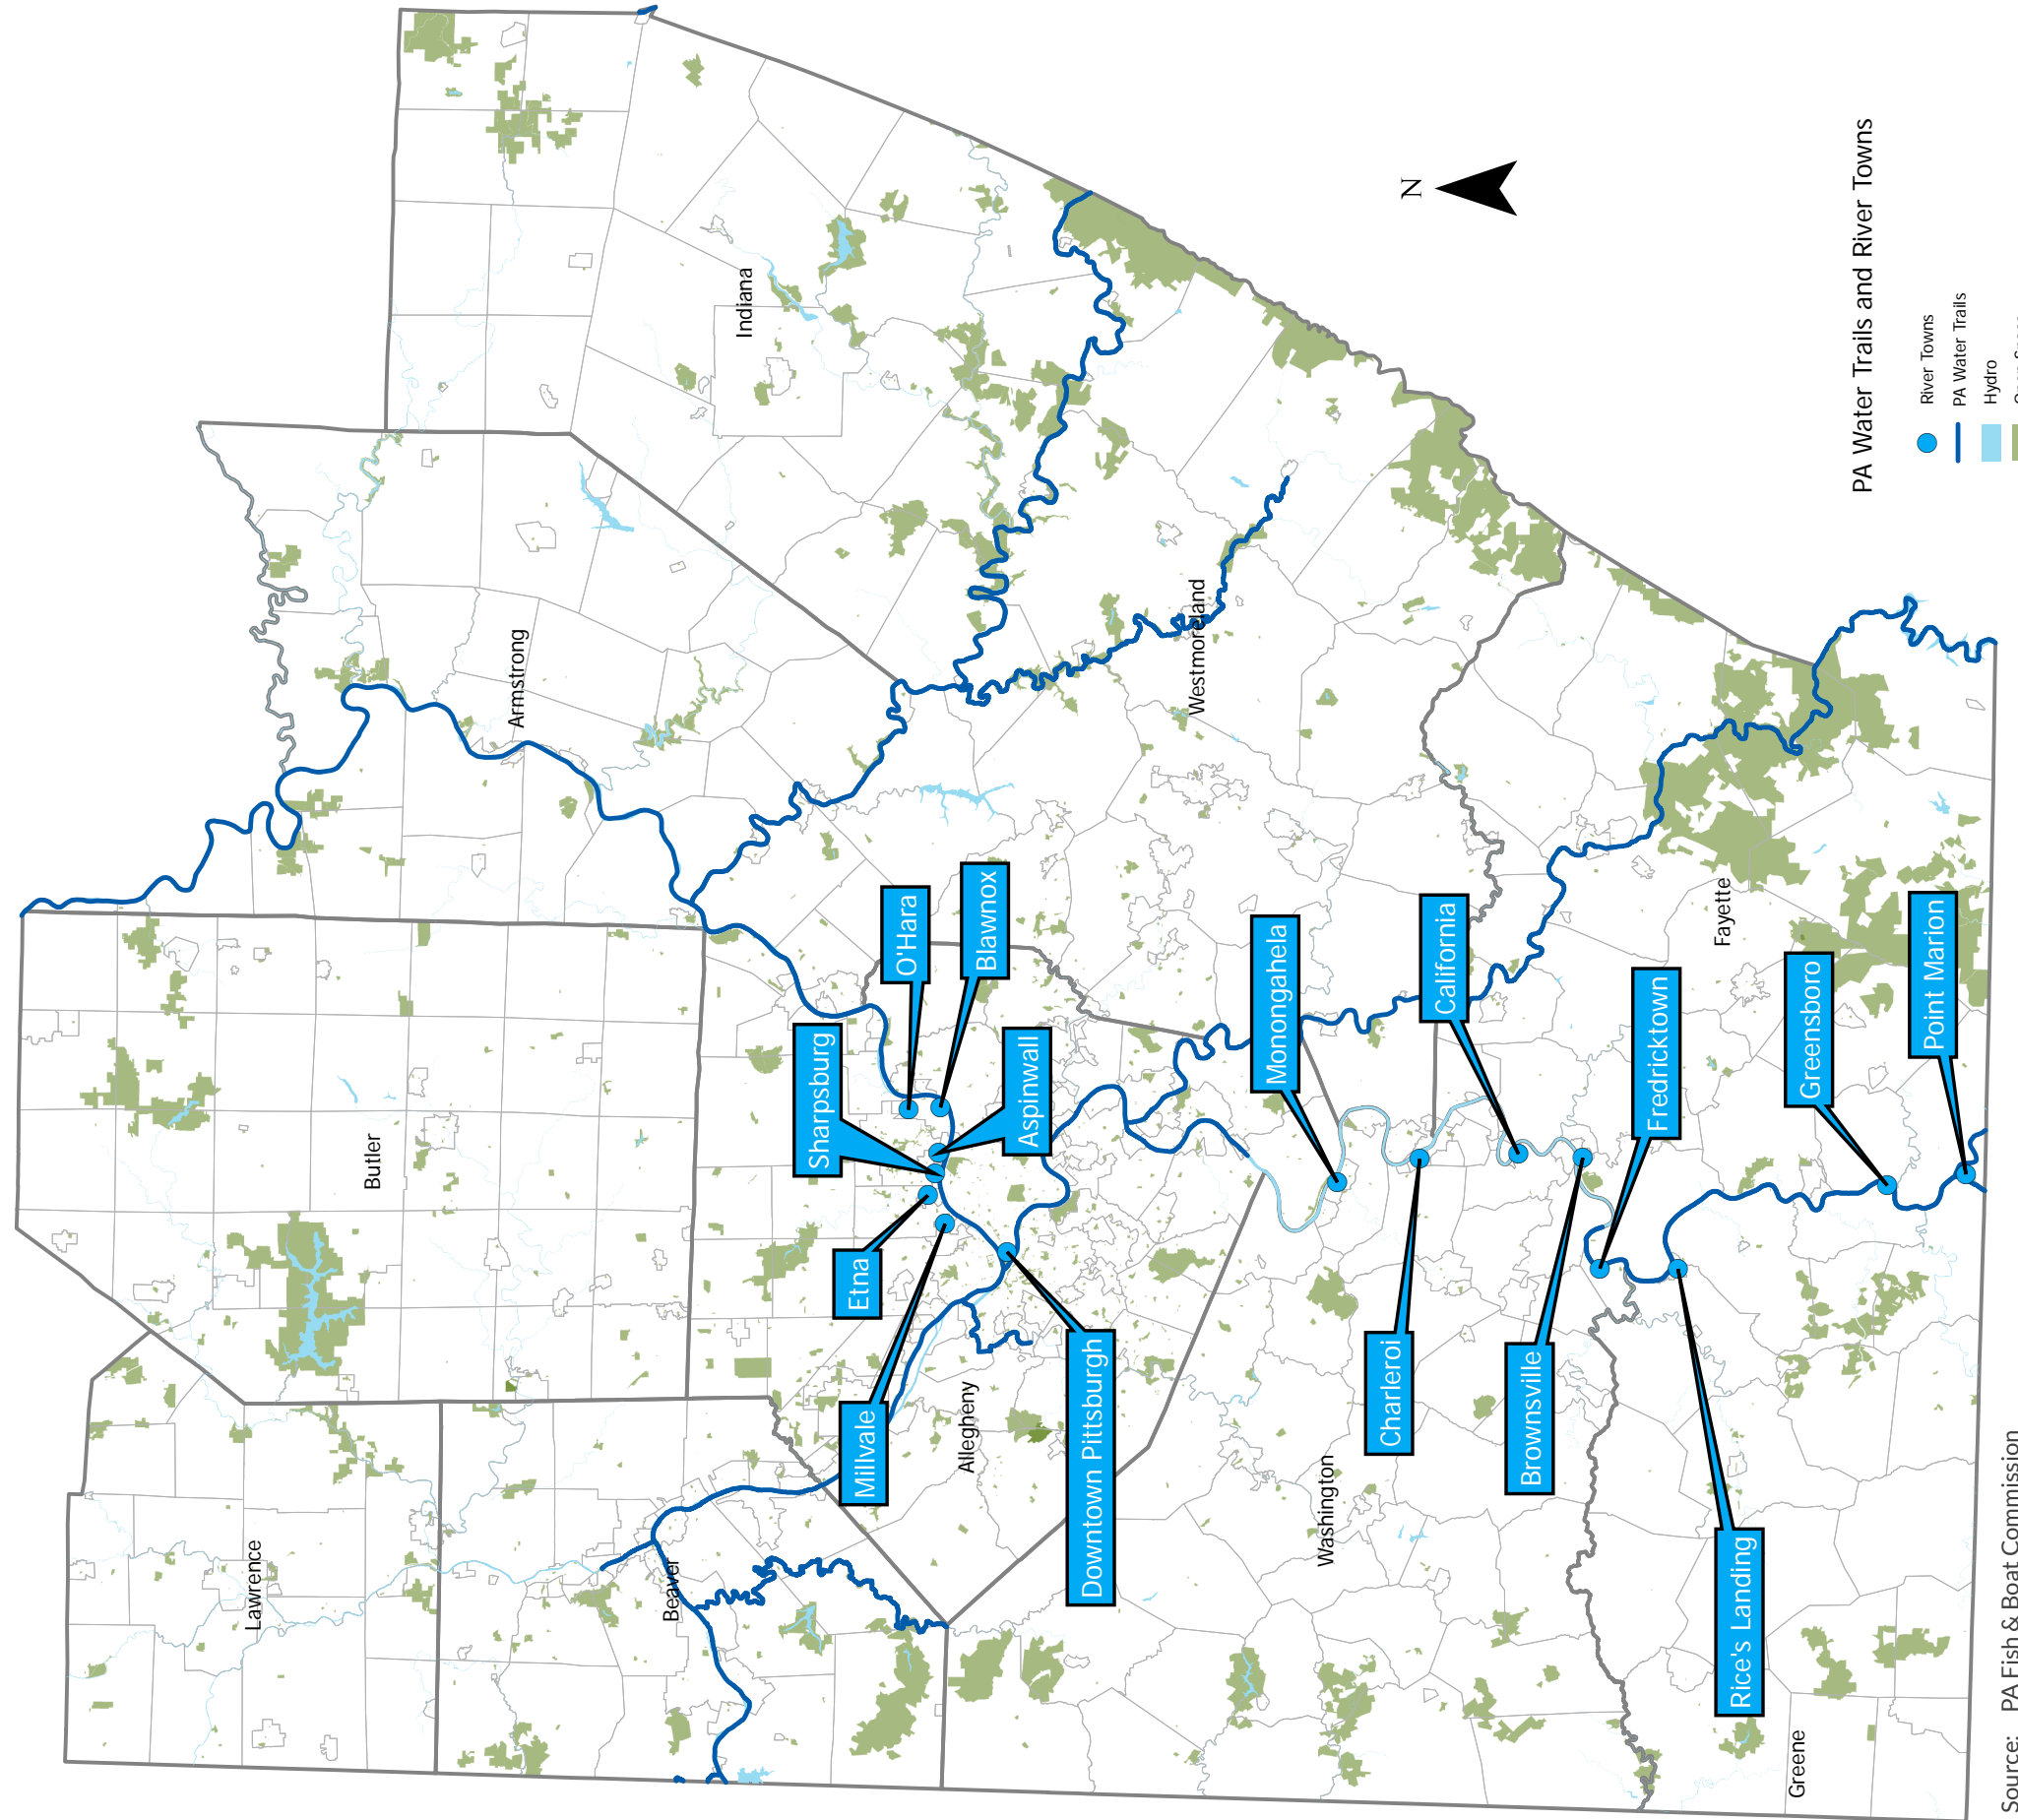 Lawrence
Butler
Armstrong
Indiana
Beaver
Allegheny
Westmoreland
Washington
Fayette
Greene
Sharpsburg
O'Hara
Blawnox
Aspinwall
Etna
Millvale
Downtown Pittsburgh
Monongahela
Charleroi
California
Brownsville
Fredricktown
Rice's Landing
Greensboro
Point Marion
N
PA Water Trails and River Towns
River Towns
PA Water Trails
Hydro
Source: PA Fish & Boat Commission